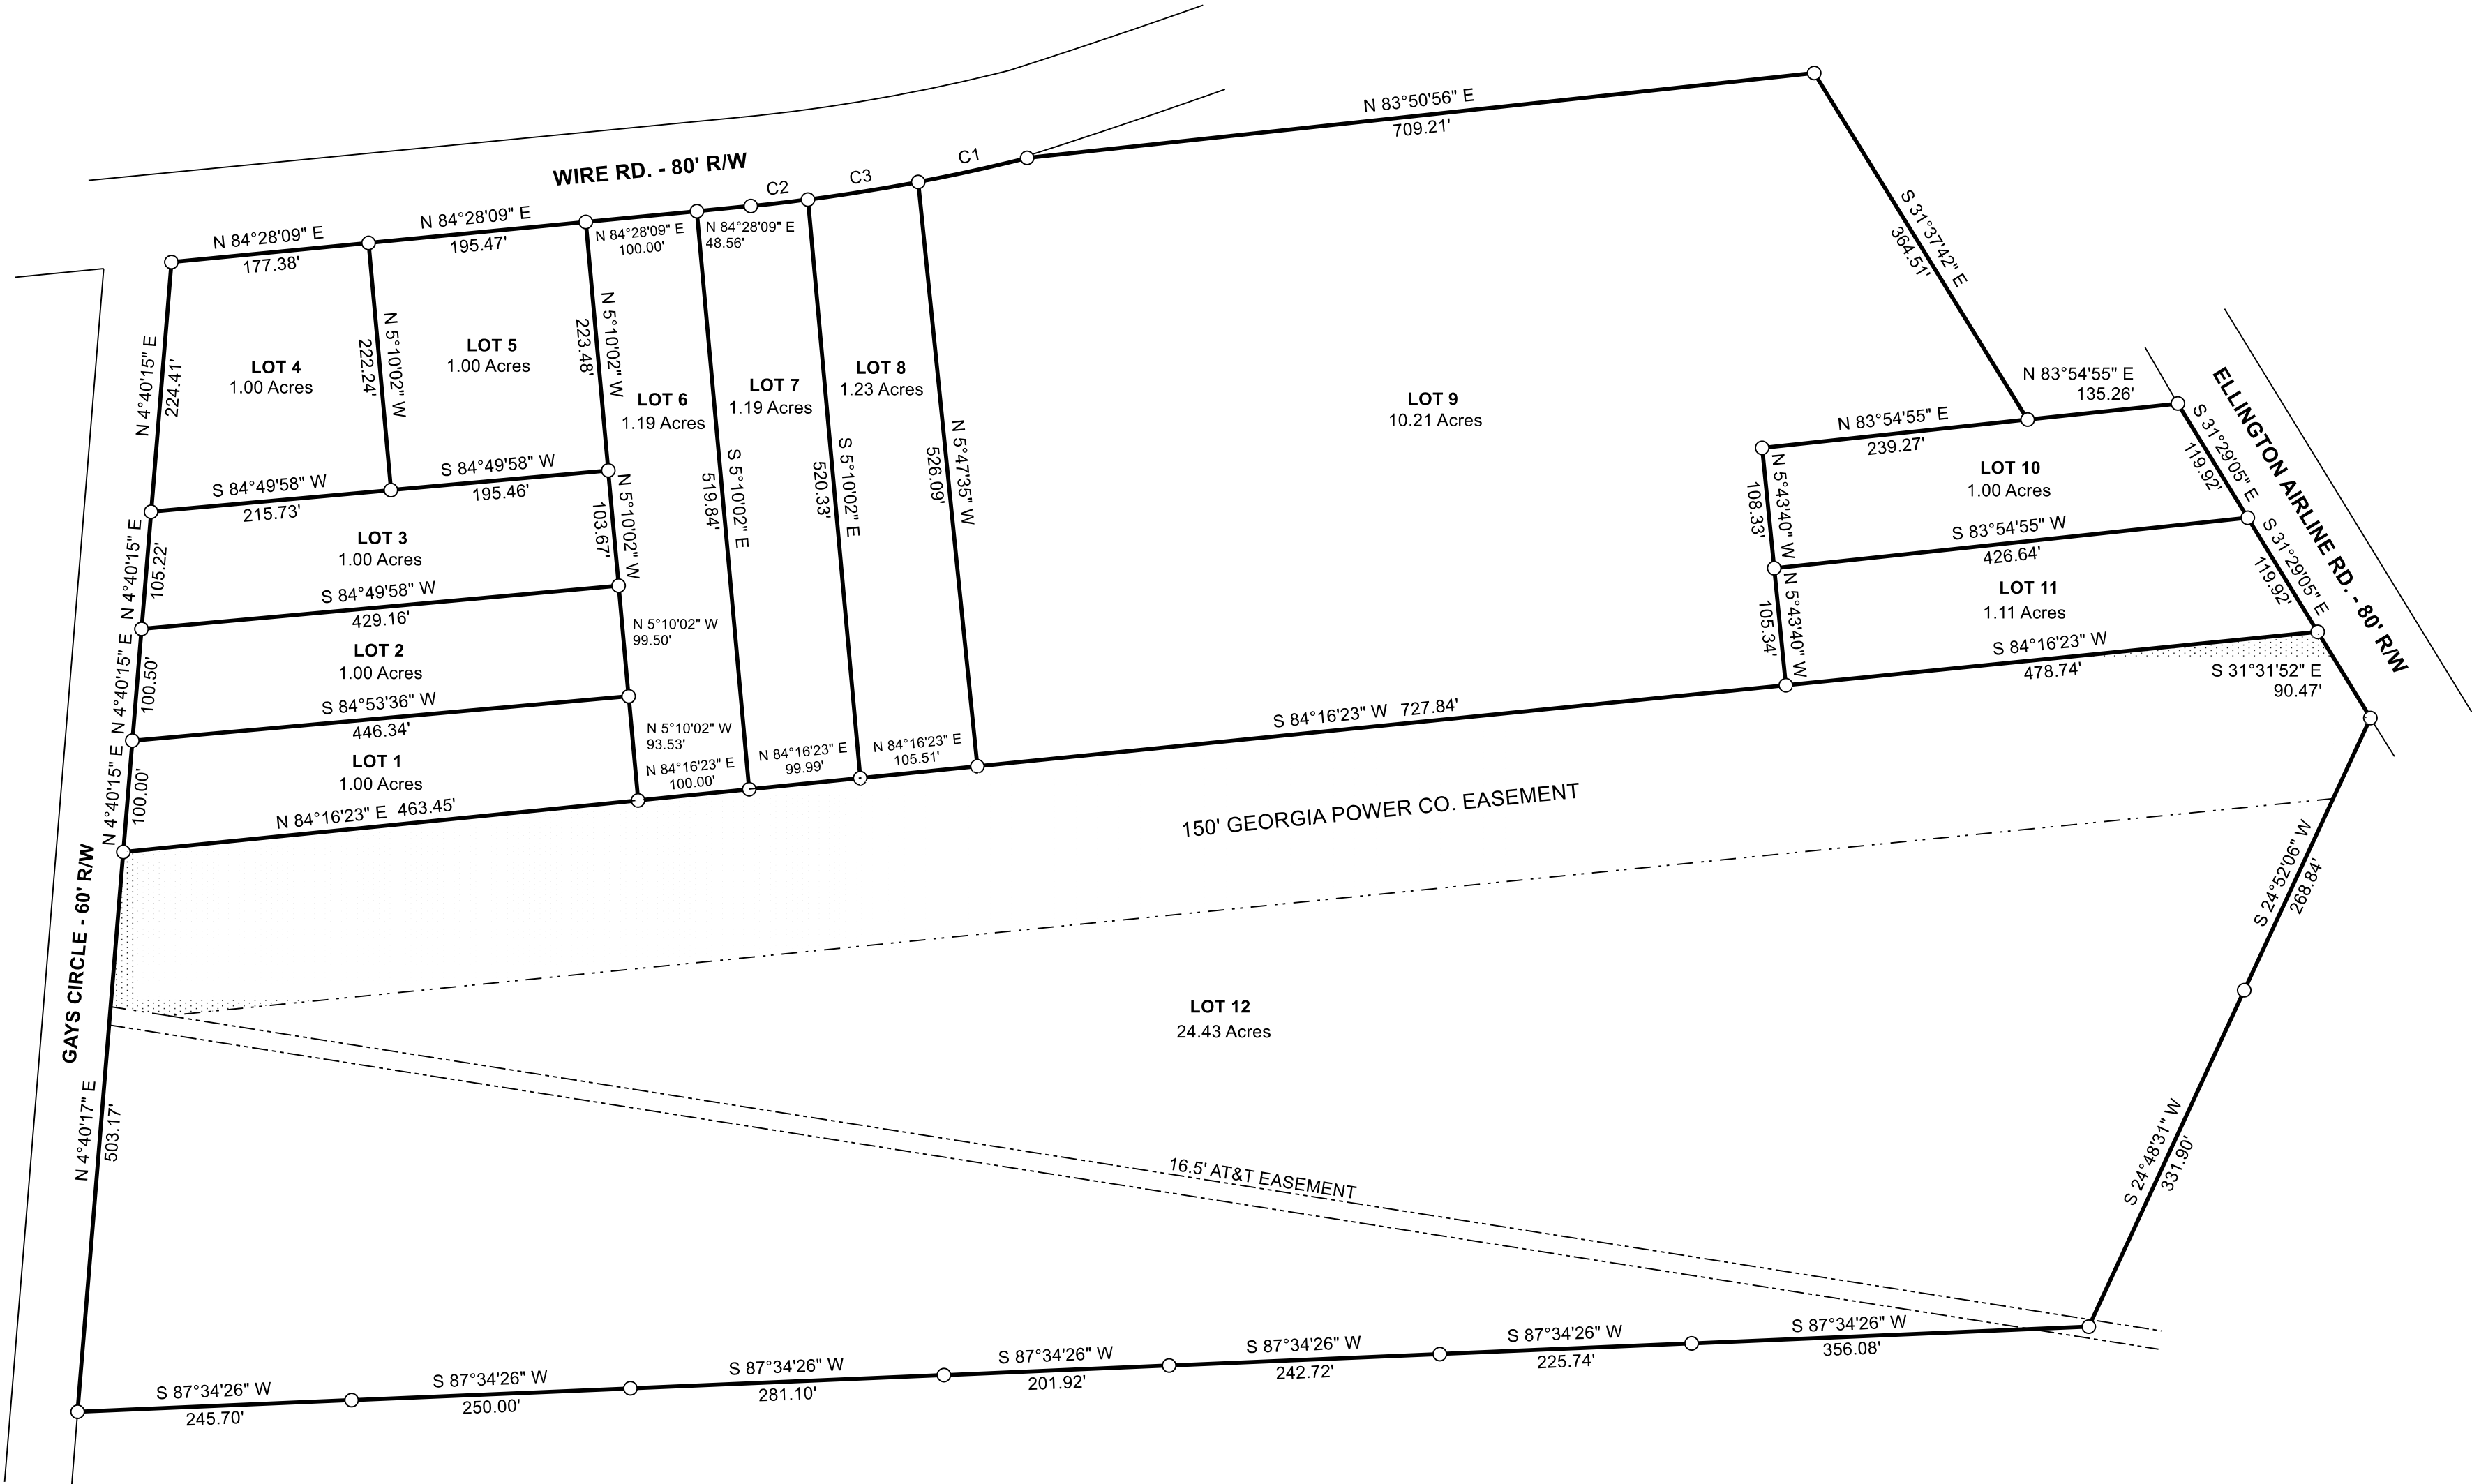 N 83°50'56" E
709.21'
C1
WIRE RD. - 80' R/W
C3
C2
N 84°28'09" E
177.38'
N 84°28'09" E
195.47'
N 84°28'09" E
100.00'
N 84°28'09" E
48.56'
S 31°37'42" E
364.51'
N 4°40'15" E
224.41'
LOT 4
1.00 Acres
N 5°10'02" W
222.24'
LOT 5
1.00 Acres
N 5°10'02" W
223.48'
LOT 6
1.19 Acres
S 5°10'02" E
519.84'
LOT 7
1.19 Acres
S 5°10'02" E
520.33'
LOT 8
1.23 Acres
N 5°47'35" W
526.09'
LOT 9
10.21 Acres
N 83°54'55" E
135.26'
N 83°54'55" E
239.27'
S 31°29'05" E
119.92'
ELLINGTON AIRLINE RD. - 80' R/W
LOT 10
1.00 Acres
N 5°43'40" W
108.33'
S 83°54'55" W
426.64'
S 31°29'05" E
119.92'
LOT 11
1.11 Acres
N 5°43'40" W
105.34'
S 84°16'23" W
478.74'
S 31°31'52" E
90.47'
S 84°49'58" W
215.73'
S 84°49'58" W
195.46'
N 4°40'15" E
105.22'
LOT 3
1.00 Acres
N 5°10'02" W
103.67'
S 84°49'58" W
429.16'
N 4°40'15" E
100.50'
LOT 2
1.00 Acres
N 5°10'02" W
99.50'
S 84°53'36" W
446.34'
N 4°40'15" E
100.00'
LOT 1
1.00 Acres
N 5°10'02" W
93.53'
N 84°16'23" E 463.45'
N 84°16'23" E
100.00'
N 84°16'23" E
99.99'
N 84°16'23" E
105.51'
S 84°16'23" W 727.84'
150' GEORGIA POWER CO. EASEMENT
GAYS CIRCLE - 60' R/W
S 24°52'06" W
268.84'
LOT 12
24.43 Acres
N 4°40'17" E
503.17'
16.5' AT&T EASEMENT
S 24°48'31" W
331.90'
S 87°34'26" W
245.70'
S 87°34'26" W
250.00'
S 87°34'26" W
281.10'
S 87°34'26" W
201.92'
S 87°34'26" W
242.72'
S 87°34'26" W
225.74'
S 87°34'26" W
356.08'